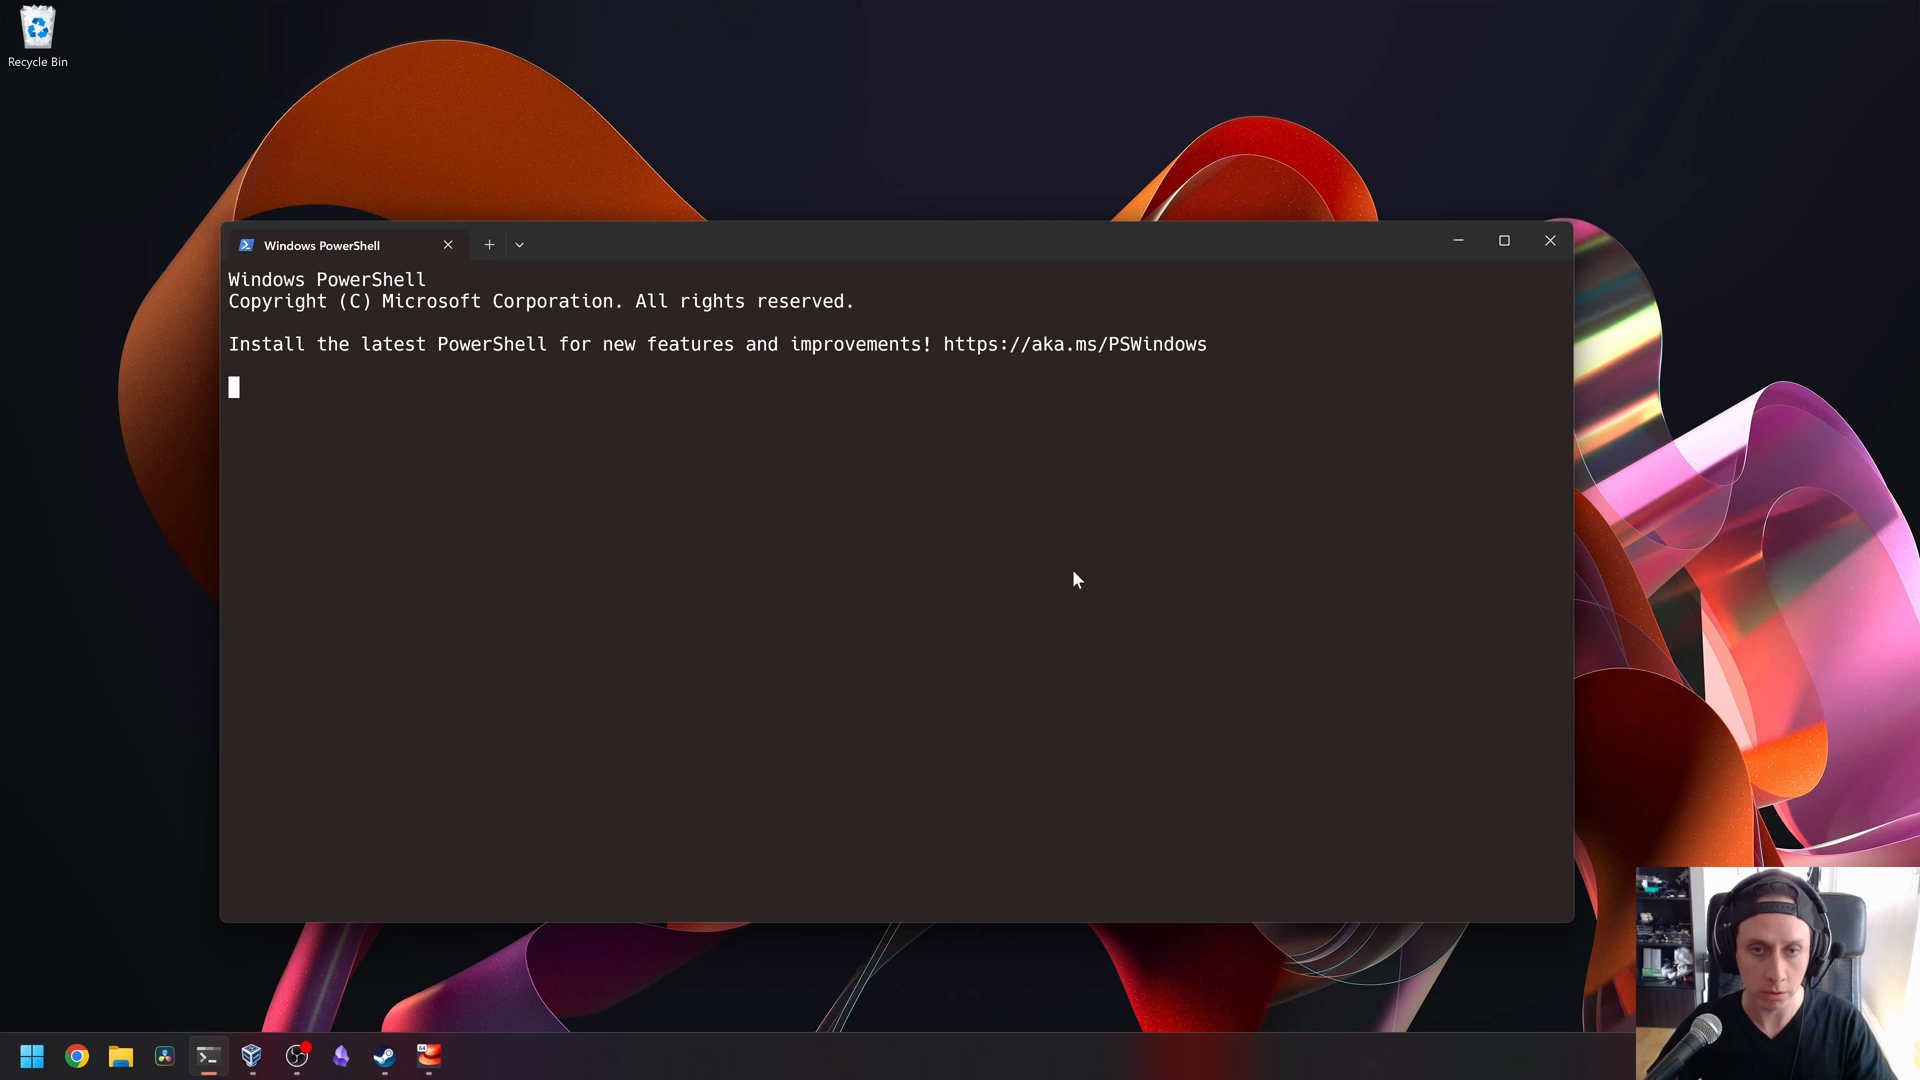 Recycle Bin
Windows PowerShell
Windows PowerShell
Copyright (C) Microsoft Corporation. All rights reserved.
Install the latest PowerShell for new features and improvements! https://aka.ms/PSWindows
64